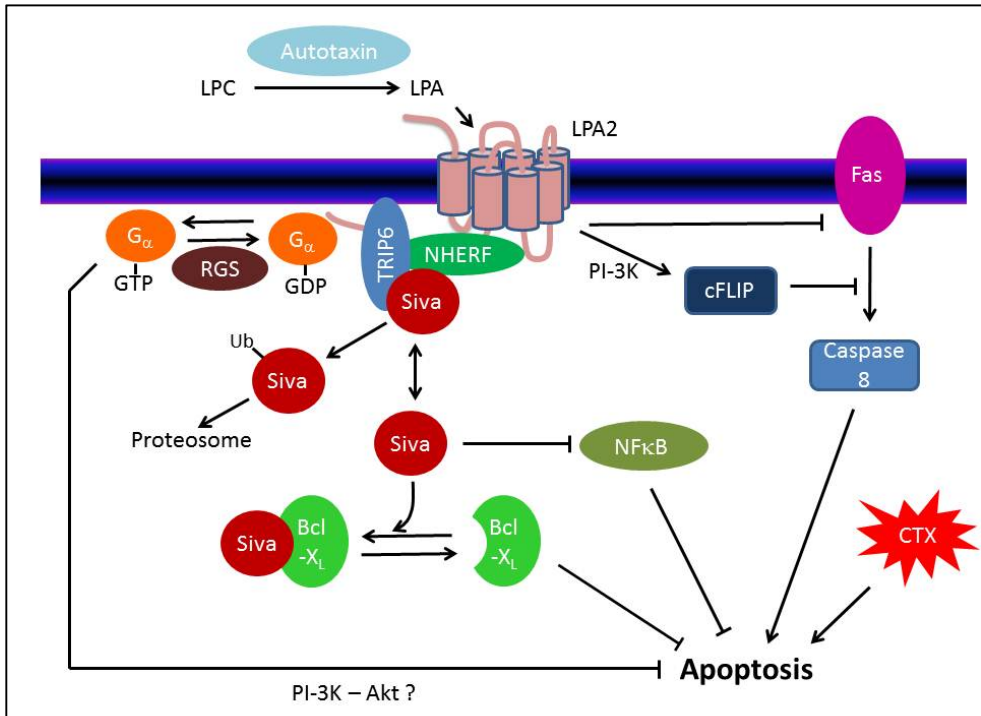 Autotaxin
LPC
LPA
LPA2
Fas
Gα
GTP
RGS
Gα
GDP
TRIP6
NHERF
Siva
PI-3K
cFLIP
Caspase
8
Ub
Siva
Proteosome
Siva
NFκB
Siva
Bcl
-XL
Bcl
-XL
CTX
Apoptosis
PI-3K – Akt ?